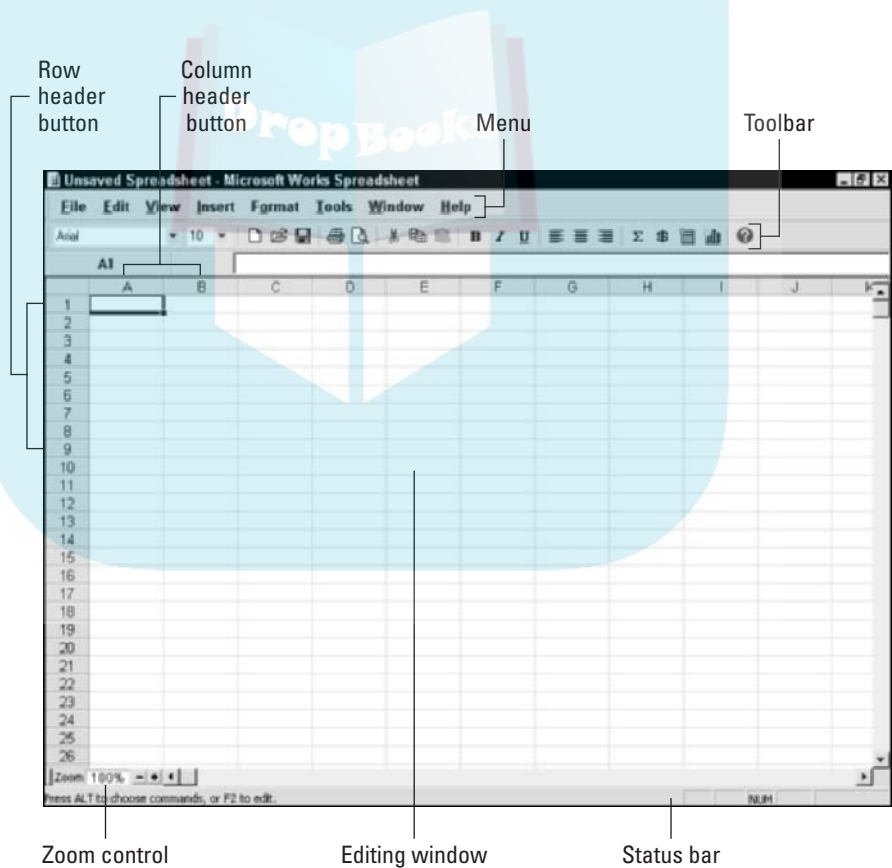 Row
header
button
Column
header
button
DropBooks
Menu
Toolbar
Unsaved Spreadsheet - Microsoft Works Spreadsheet
File Edit View Insert Format Tools Window Help
Arial 10 B I U Σ $ ?
A1
A B C D E F G H I J K
1
2
3
4
5
6
7
8
9
10
11
12
13
14
15
16
17
18
19
20
21
22
23
24
25
26
Zoom 100% - +
Press ALT to choose commands, or F2 to edit. NUM
Zoom control
Editing window
Status bar